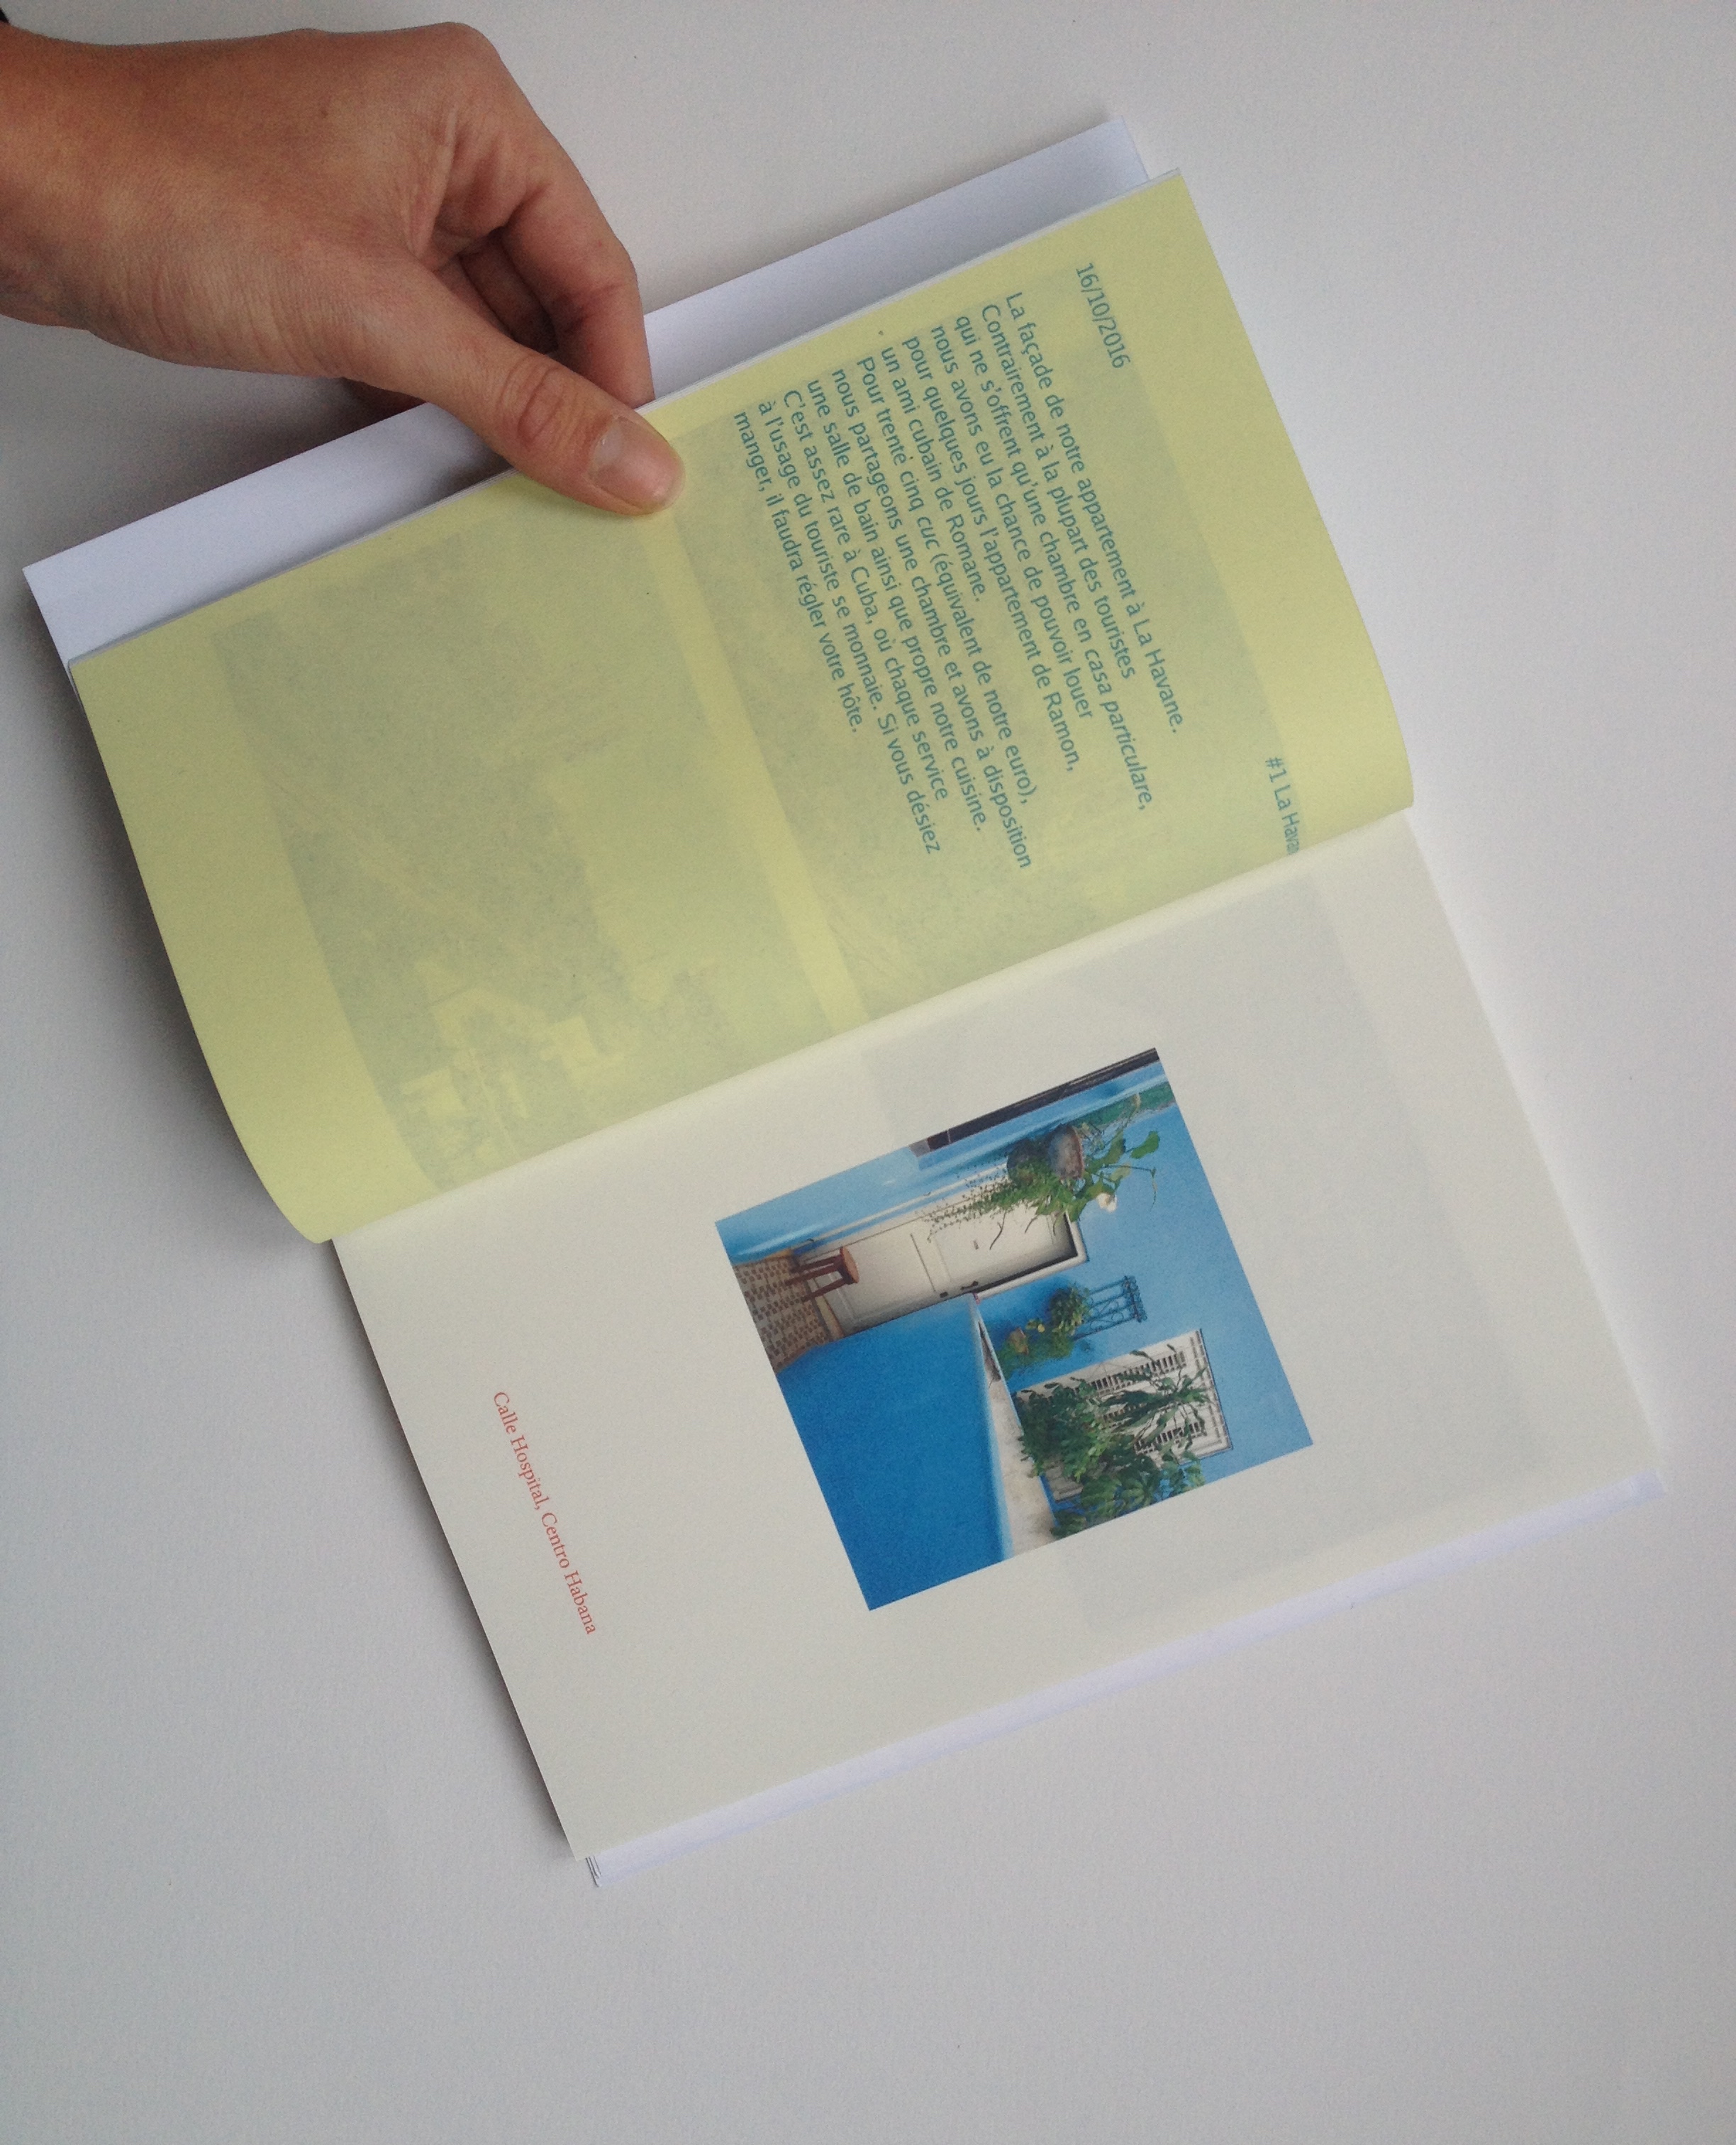 16/10/2016
#1 La Havan
La façade de notre appartement à La Havane.
Contrairement à la plupart des touristes
qui ne s'offrent qu'une chambre en casa particulare,
nous avons eu la chance de pouvoir louer
pour quelques jours l'appartement de Ramon,
un ami cubain de Romane.
Pour trente cinq cuc (équivalent de notre euro),
nous partageons une chambre et avons à disposition
une salle de bain ainsi que propre notre cuisine.
C'est assez rare à Cuba, où chaque service
à l'usage du touriste se monnaie. Si vous désiez
manger, il faudra régler votre hôte.
Calle Hospital, Centro Habana